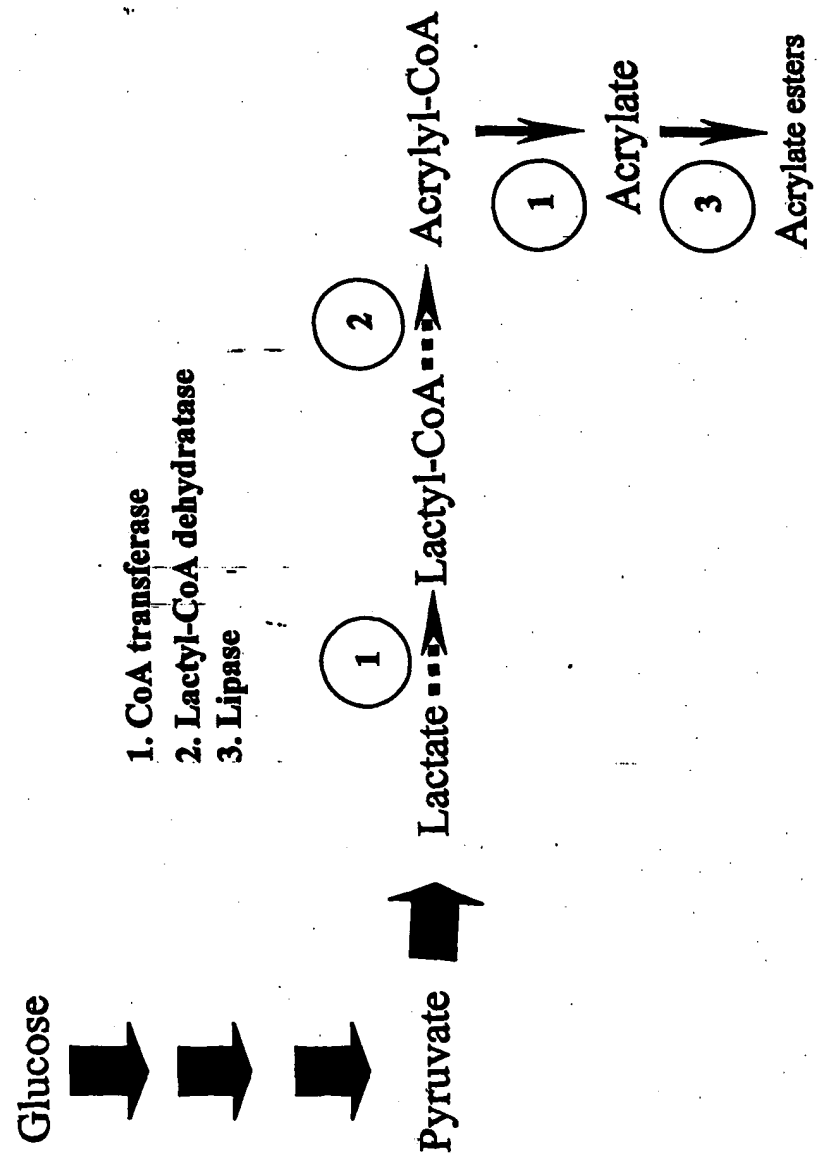 Glucose
1. CoA transferase
2. Lactyl-CoA dehydratase
3. Lipase
1
2
Pyruvate
Lactate
Lactyl-CoA
Acrylyl-CoA
1
Acrylate
3
Acrylate esters